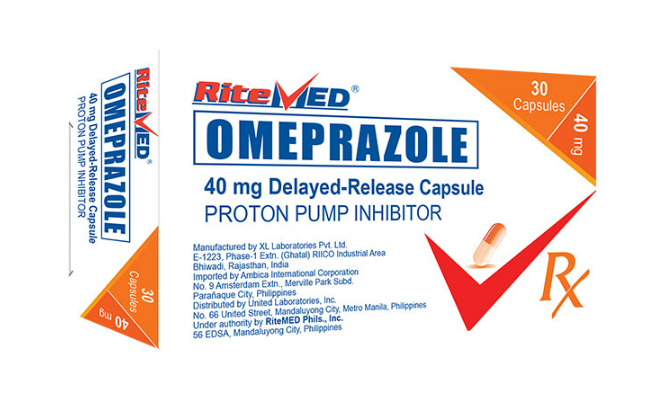 RiteMED®
OMEPRAZOLE
40 mg Delayed-Release Capsule
PROTON PUMP INHIBITOR
30
Capsules
40 mg
RiteMED®
OMEPRAZOLE
40 mg Delayed-Release Capsule
PROTON PUMP INHIBITOR
30
Capsules
40 mg
Manufactured by XL Laboratories Pvt. Ltd.
E-1223, Phase-1 Extn. (Ghatal) RIICO Industrial Area
Bhiwadi, Rajasthan, India
Imported by Ambica International Corporation
No. 9 Amsterdam Extn., Merville Park Subd.
Parañaque City, Philippines
Distributed by United Laboratories, Inc.
No. 66 United Street, Mandaluyong City, Metro Manila, Philippines
Under authority by RiteMED Phils., Inc.
56 EDSA, Mandaluyong City, Philippines
Rx